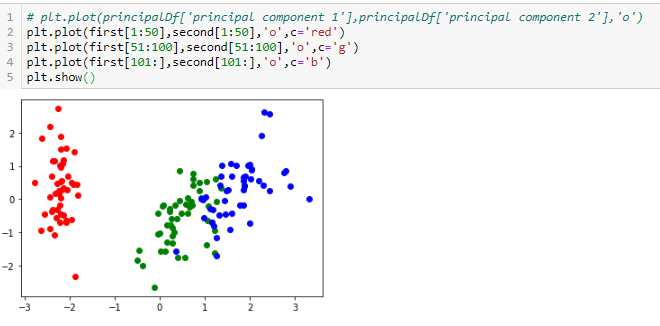 1 # plt.plot(principalDf['principal component 1'],principalDf['principal component 2'],'o')
2 plt.plot(first[1:50],second[1:50],'o',c='red')
3 plt.plot(first[51:100],second[51:100],'o',c='g')
4 plt.plot(first[101:],second[101:],'o',c='b')
5 plt.show()
2
1
0
−1
−2
−3 −2 −1 0 1 2 3